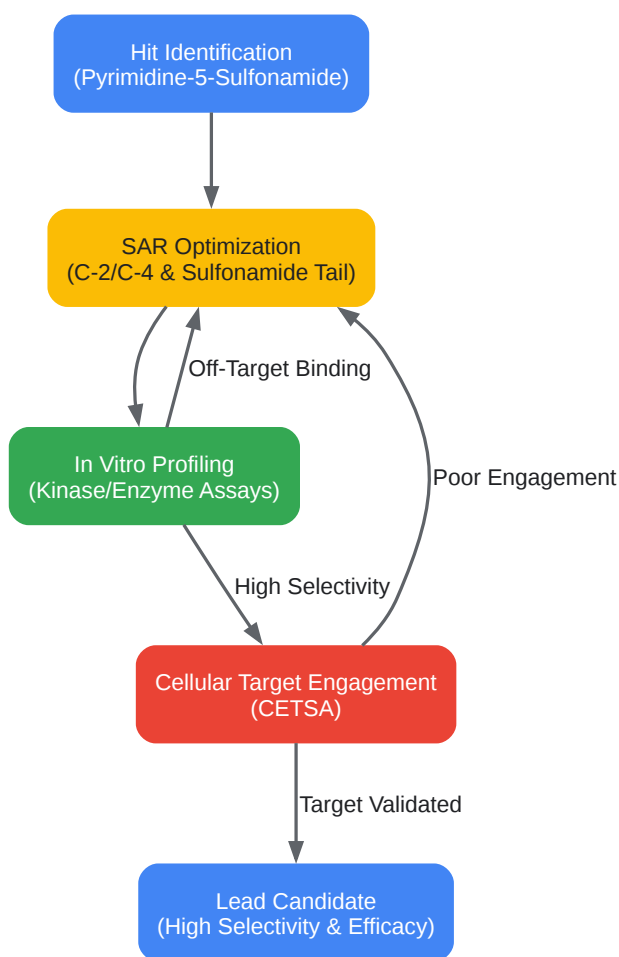 Hit Identification
(Pyrimidine-5-Sulfonamide)
SAR Optimization
(C-2/C-4 & Sulfonamide Tail)
Off-Target Binding
In Vitro Profiling
(Kinase/Enzyme Assays)
Poor Engagement
High Selectivity
Cellular Target Engagement
(CETSA)
Target Validated
Lead Candidate
(High Selectivity & Efficacy)